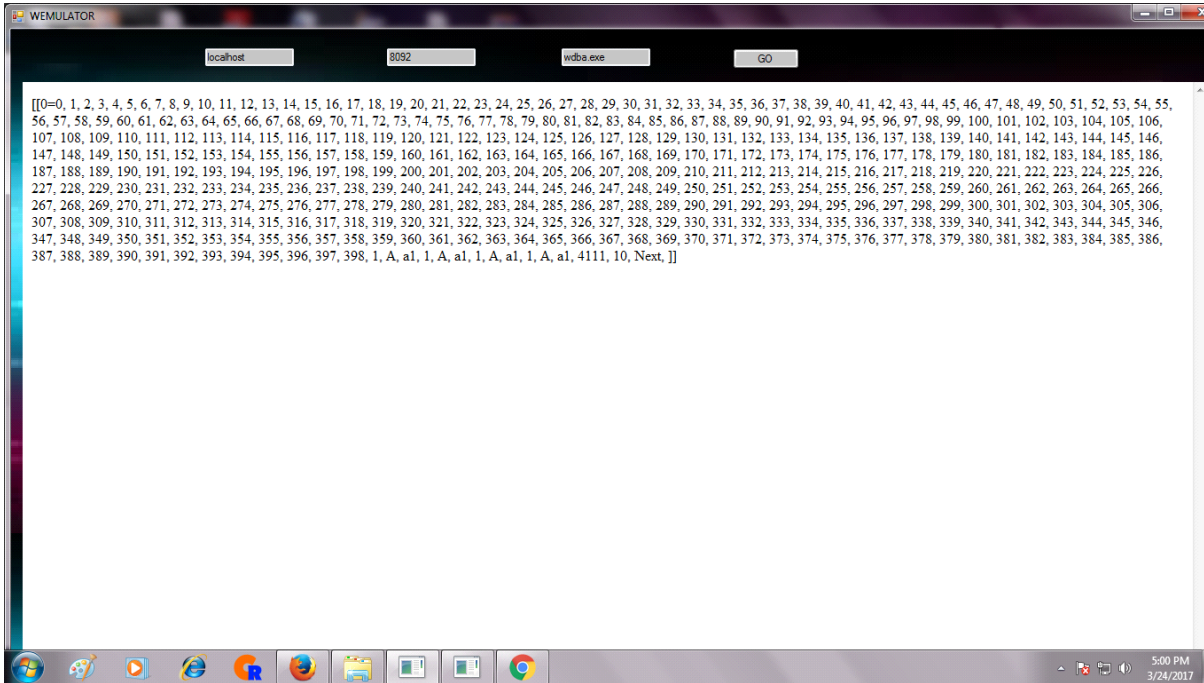 WEMULATOR
localhost 8092 wdba.exe GO
[[0=0, 1, 2, 3, 4, 5, 6, 7, 8, 9, 10, 11, 12, 13, 14, 15, 16, 17, 18, 19, 20, 21, 22, 23, 24, 25, 26, 27, 28, 29, 30, 31, 32, 33, 34, 35, 36, 37, 38, 39, 40, 41, 42, 43, 44, 45, 46, 47, 48, 49, 50, 51, 52, 53, 54, 55,
56, 57, 58, 59, 60, 61, 62, 63, 64, 65, 66, 67, 68, 69, 70, 71, 72, 73, 74, 75, 76, 77, 78, 79, 80, 81, 82, 83, 84, 85, 86, 87, 88, 89, 90, 91, 92, 93, 94, 95, 96, 97, 98, 99, 100, 101, 102, 103, 104, 105, 106,
107, 108, 109, 110, 111, 112, 113, 114, 115, 116, 117, 118, 119, 120, 121, 122, 123, 124, 125, 126, 127, 128, 129, 130, 131, 132, 133, 134, 135, 136, 137, 138, 139, 140, 141, 142, 143, 144, 145, 146,
147, 148, 149, 150, 151, 152, 153, 154, 155, 156, 157, 158, 159, 160, 161, 162, 163, 164, 165, 166, 167, 168, 169, 170, 171, 172, 173, 174, 175, 176, 177, 178, 179, 180, 181, 182, 183, 184, 185, 186,
187, 188, 189, 190, 191, 192, 193, 194, 195, 196, 197, 198, 199, 200, 201, 202, 203, 204, 205, 206, 207, 208, 209, 210, 211, 212, 213, 214, 215, 216, 217, 218, 219, 220, 221, 222, 223, 224, 225, 226,
227, 228, 229, 230, 231, 232, 233, 234, 235, 236, 237, 238, 239, 240, 241, 242, 243, 244, 245, 246, 247, 248, 249, 250, 251, 252, 253, 254, 255, 256, 257, 258, 259, 260, 261, 262, 263, 264, 265, 266,
267, 268, 269, 270, 271, 272, 273, 274, 275, 276, 277, 278, 279, 280, 281, 282, 283, 284, 285, 286, 287, 288, 289, 290, 291, 292, 293, 294, 295, 296, 297, 298, 299, 300, 301, 302, 303, 304, 305, 306,
307, 308, 309, 310, 311, 312, 313, 314, 315, 316, 317, 318, 319, 320, 321, 322, 323, 324, 325, 326, 327, 328, 329, 330, 331, 332, 333, 334, 335, 336, 337, 338, 339, 340, 341, 342, 343, 344, 345, 346,
347, 348, 349, 350, 351, 352, 353, 354, 355, 356, 357, 358, 359, 360, 361, 362, 363, 364, 365, 366, 367, 368, 369, 370, 371, 372, 373, 374, 375, 376, 377, 378, 379, 380, 381, 382, 383, 384, 385, 386,
387, 388, 389, 390, 391, 392, 393, 394, 395, 396, 397, 398, 1, A, a1, 1, A, a1, 1, A, a1, 1, A, a1, 4111, 10, Next, ]]
GR
5:00 PM
3/24/2017